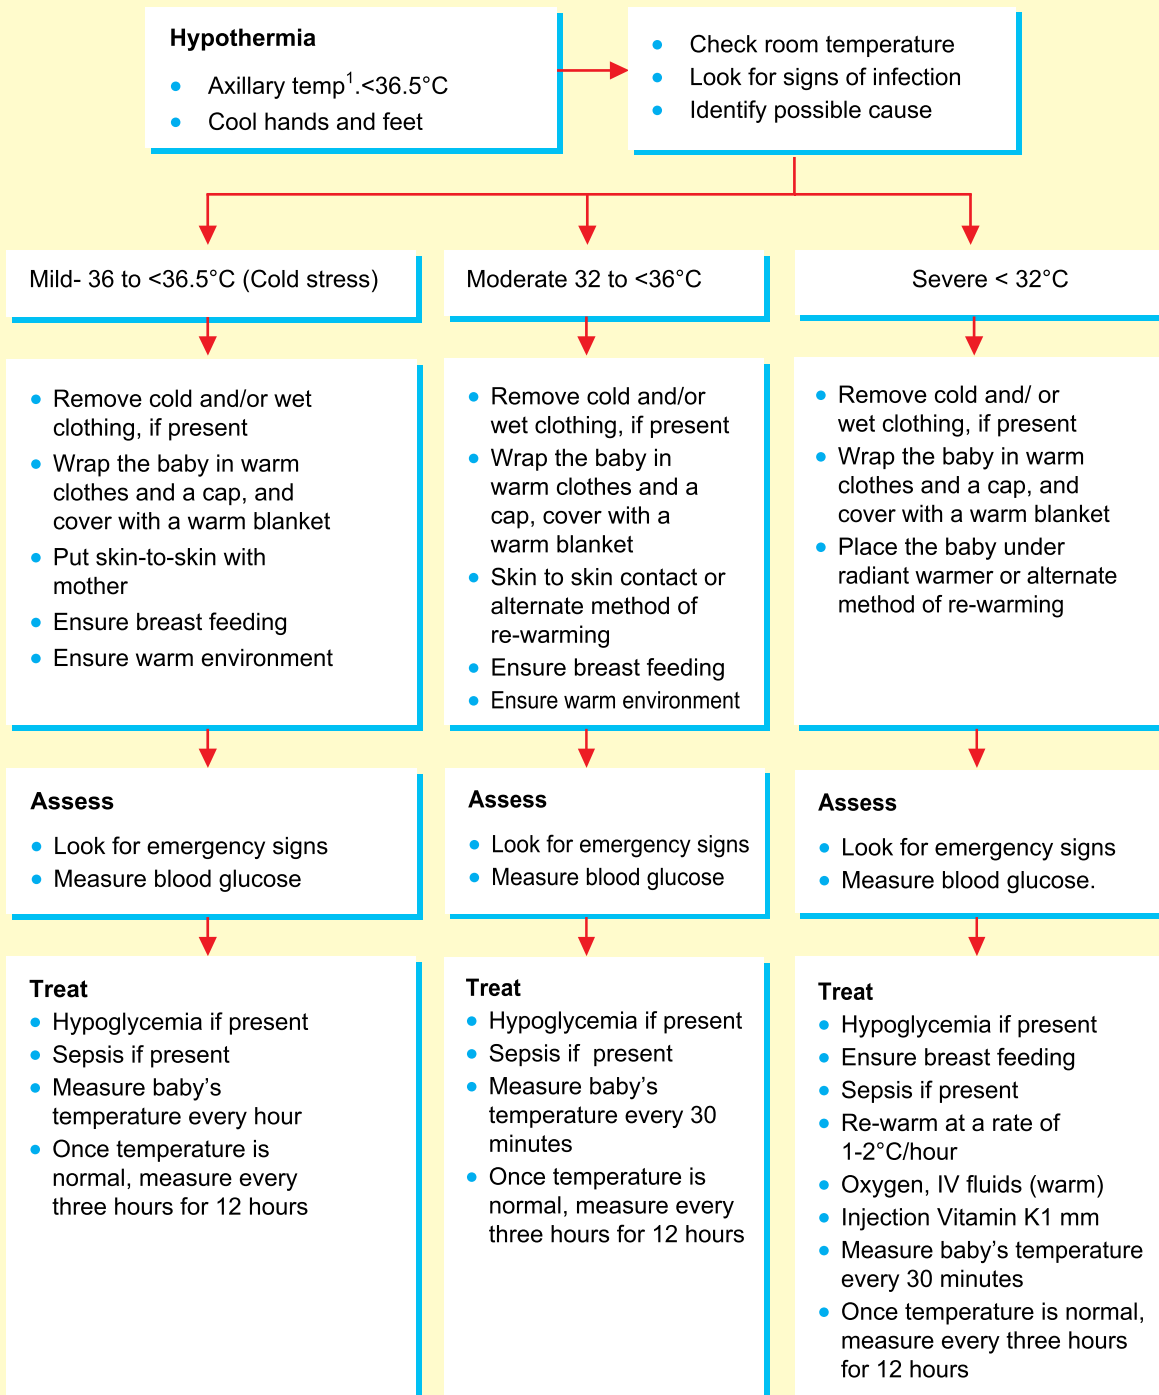 Hypothermia
Axillary temp¹.<36.5°C
Cool hands and feet
Check room temperature
Look for signs of infection
Identify possible cause
Mild- 36 to <36.5°C (Cold stress)
Remove cold and/or wet
clothing, if present
Wrap the baby in warm
clothes and a cap, and
cover with a warm blanket
Put skin-to-skin with
mother
Ensure breast feeding
Ensure warm environment
Assess
Look for emergency signs
Measure blood glucose
Treat
Hypoglycemia if present
Sepsis if present
Measure baby's
temperature every hour
Once temperature is
normal, measure every
three hours for 12 hours
Moderate 32 to <36°C
Remove cold and/or
wet clothing, if present
Wrap the baby in
warm clothes and a
cap, cover with a
warm blanket
Skin to skin contact or
alternate method of
re-warming
Ensure breast feeding
Ensure warm environment
Assess
Look for emergency signs
Measure blood glucose
Treat
Hypoglycemia if present
Sepsis if present
Measure baby's
temperature every 30
minutes
Once temperature is
normal, measure every
three hours for 12 hours
Severe < 32°C
Remove cold and/ or
wet clothing, if present
Wrap the baby in warm
clothes and a cap, and
cover with a warm blanket
Place the baby under
radiant warmer or alternate
method of re-warming
Assess
Look for emergency signs
Measure blood glucose.
Treat
Hypoglycemia if present
Ensure breast feeding
Sepsis if present
Re-warm at a rate of
1-2°C/hour
Oxygen, IV fluids (warm)
Injection Vitamin K1 mm
Measure baby's temperature
every 30 minutes
Once temperature is normal,
measure every three hours
for 12 hours